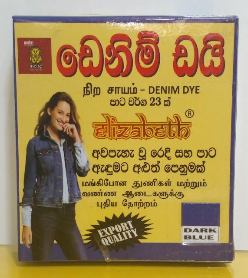 ඩෙනිම් ඩයි
நிற சாயம் - DENIM DYE
පාට වර්ග 23 ක්
elizabeth®
අවපැහැ වූ රෙදි සහ පාට
ඇඳුමට අළුත් පෙනුමක්
மங்கிபோன துணிகள் மற்றும்
வண்ண ஆடைகளுக்கு
புதிய தோற்றம்
EXPORT
QUALITY
DARK
BLUE